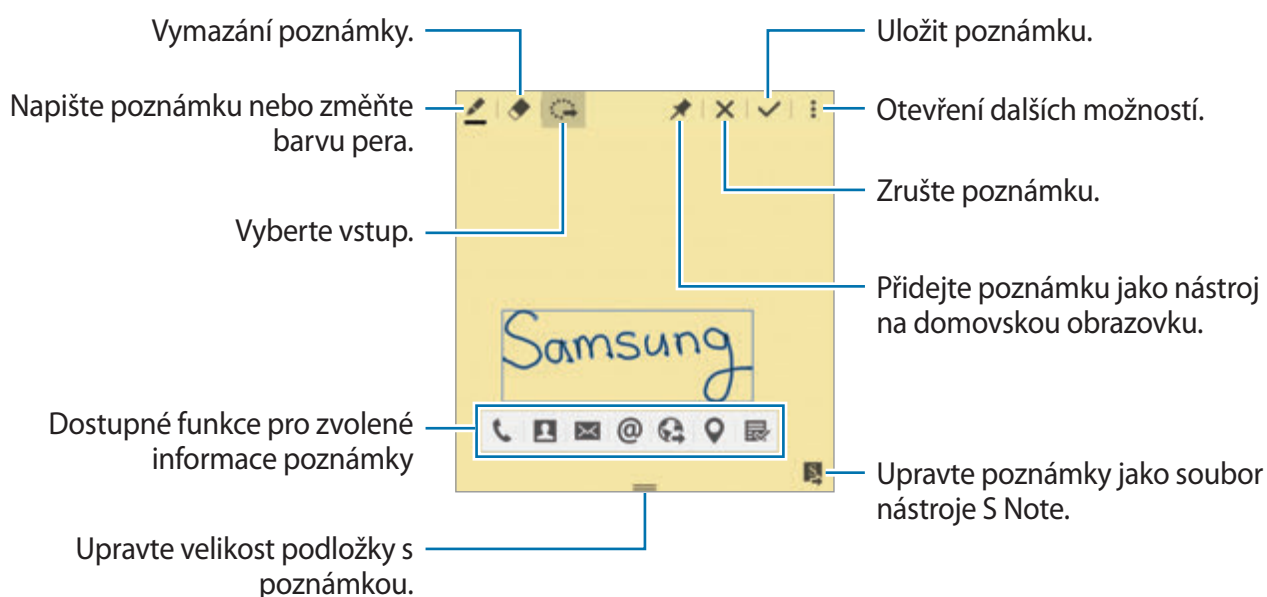 Vymazání poznámky.
Napište poznámku nebo změňte
barvu pera.
Vyberte vstup.
Dostupné funkce pro zvolené
informace poznámky
Upravte velikost podložky s
poznámkou.
Samsung
Uložit poznámku.
Otevření dalších možností.
Zrušte poznámku.
Přidejte poznámku jako nástroj
na domovskou obrazovku.
Upravte poznámky jako soubor
nástroje S Note.